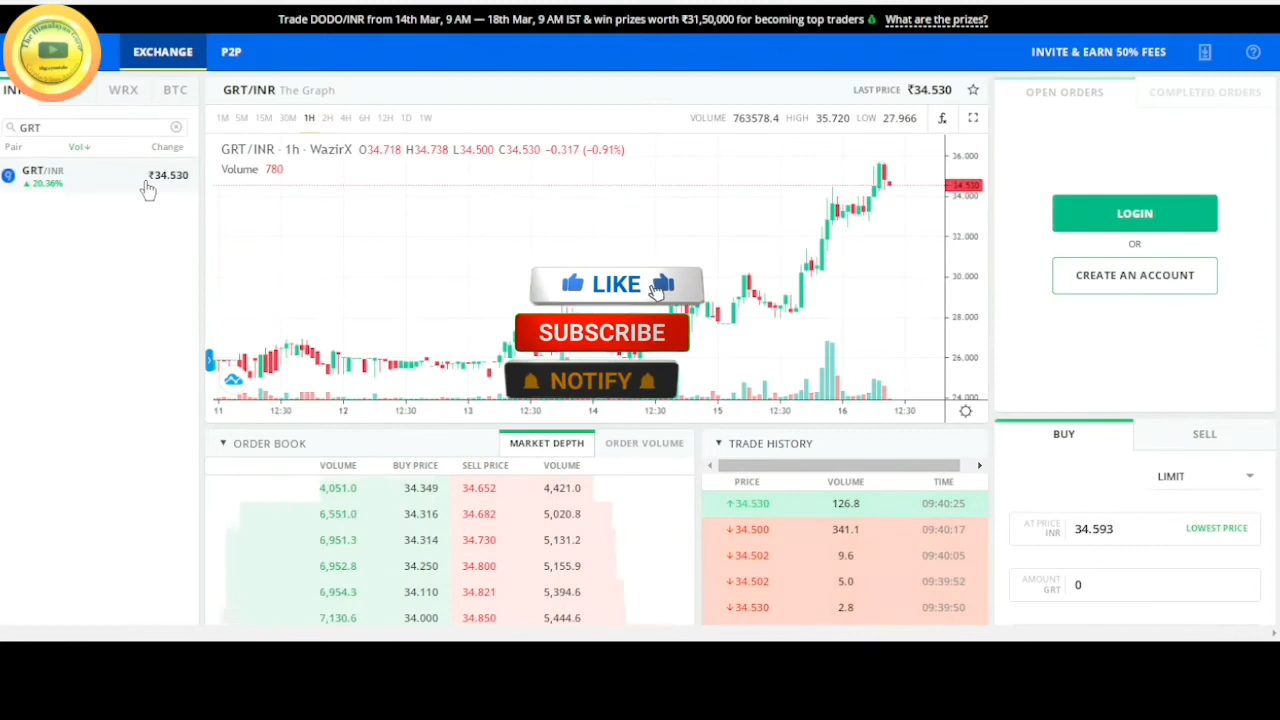 Trade DODO/INR from 14th Mar, 9 AM — 18th Mar, 9 AM IST & win prizes worth ₹31,50,000 for becoming top traders What are the prizes?
The Himalayan
EXCHANGE P2P INVITE & EARN 50% FEES
WRX BTC
GRT
Pair Vol↓ Change
GRT/INR ₹34.530
▲ 20.36%
GRT/INR The Graph LAST PRICE ₹34.530
1M 5M 15M 30M 1H 2H 4H 6H 12H 1D 1W VOLUME 763578.4 HIGH 35.720 LOW 27.966
GRT/INR · 1h · WazirX O34.718 H34.738 L34.500 C34.530 −0.317 (−0.91%)
Volume 780
36.000
34.530
34.000
32.000
30.000
28.000
26.000
24.000
11 12:30 12 12:30 13 12:30 14 12:30 15 12:30 16 12:30
LIKE
SUBSCRIBE
NOTIFY
OPEN ORDERS COMPLETED ORDERS
LOGIN
OR
CREATE AN ACCOUNT
ORDER BOOK MARKET DEPTH ORDER VOLUME
VOLUME BUY PRICE SELL PRICE VOLUME
4,051.0 34.349 34.652 4,421.0
6,551.0 34.316 34.682 5,020.8
6,951.3 34.314 34.730 5,131.2
6,952.8 34.250 34.800 5,155.9
6,954.3 34.110 34.821 5,394.6
7,130.6 34.000 34.850 5,444.6
TRADE HISTORY
PRICE VOLUME TIME
↑34.530 126.8 09:40:25
↓34.500 341.1 09:40:17
↓34.502 9.6 09:40:05
↓34.502 5.0 09:39:52
↓34.530 2.8 09:39:50
BUY SELL
LIMIT
AT PRICE
INR 34.593 LOWEST PRICE
AMOUNT
GRT 0